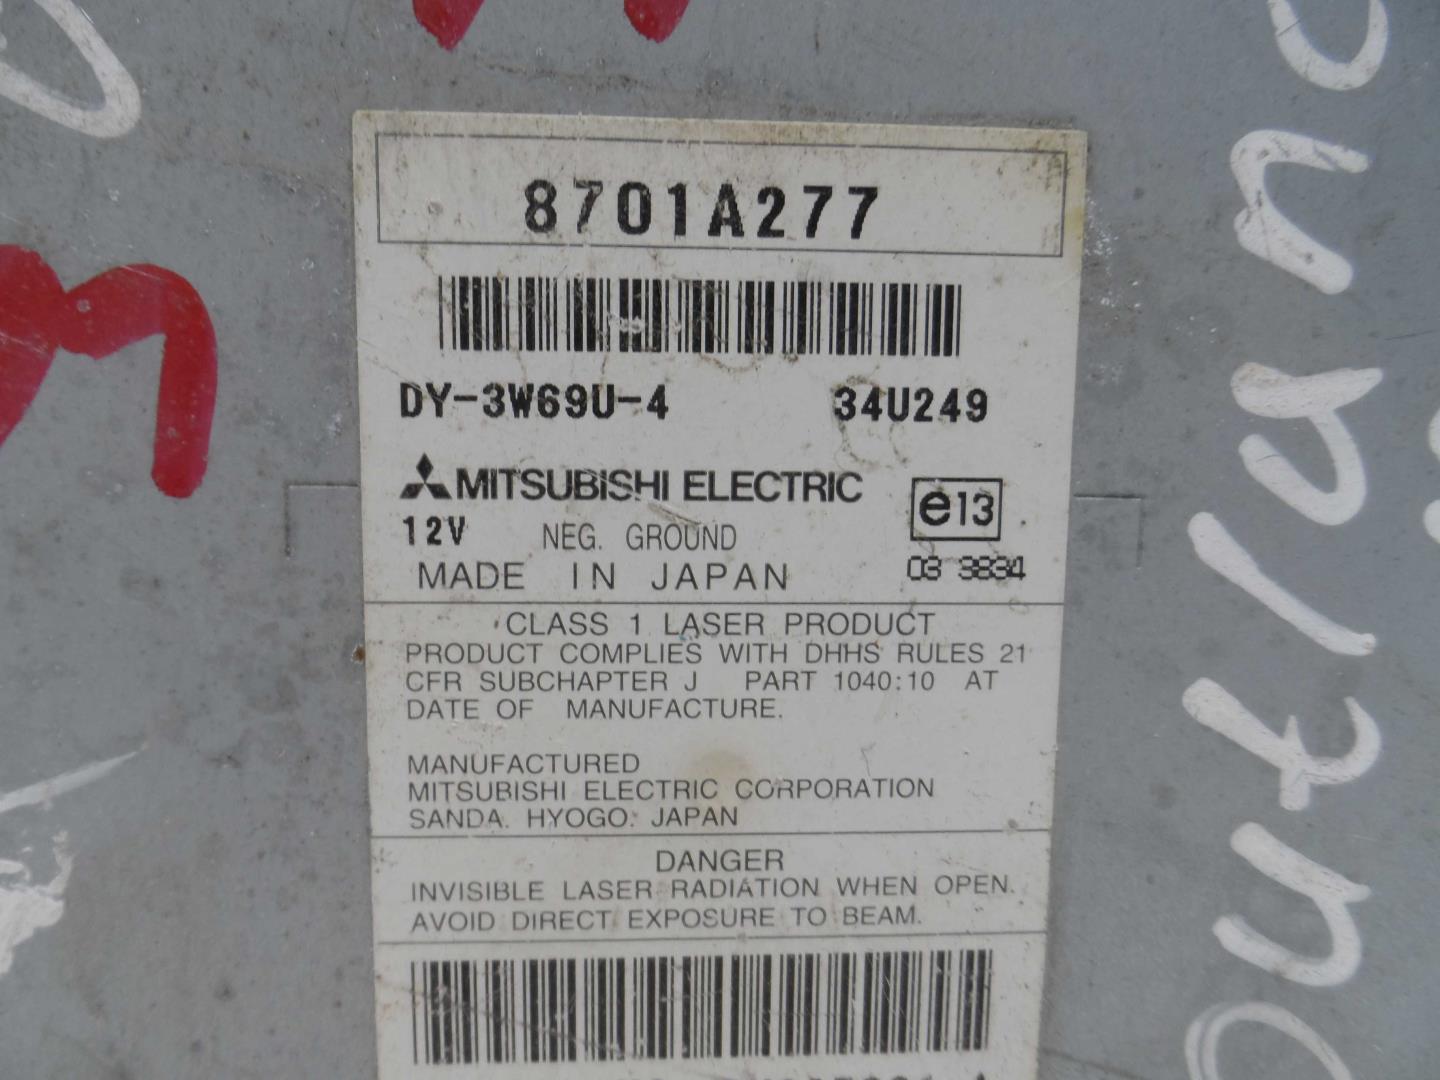 8701A277
DY-3W69U-4 34U249
MITSUBISHI ELECTRIC
e13
12V NEG. GROUND
MADE IN JAPAN
03 3834
CLASS 1 LASER PRODUCT
PRODUCT COMPLIES WITH DHHS RULES 21
CFR SUBCHAPTER J PART 1040:10 AT
DATE OF MANUFACTURE.
MANUFACTURED
MITSUBISHI ELECTRIC CORPORATION
SANDA. HYOGO. JAPAN
DANGER
INVISIBLE LASER RADIATION WHEN OPEN.
AVOID DIRECT EXPOSURE TO BEAM.
Outland